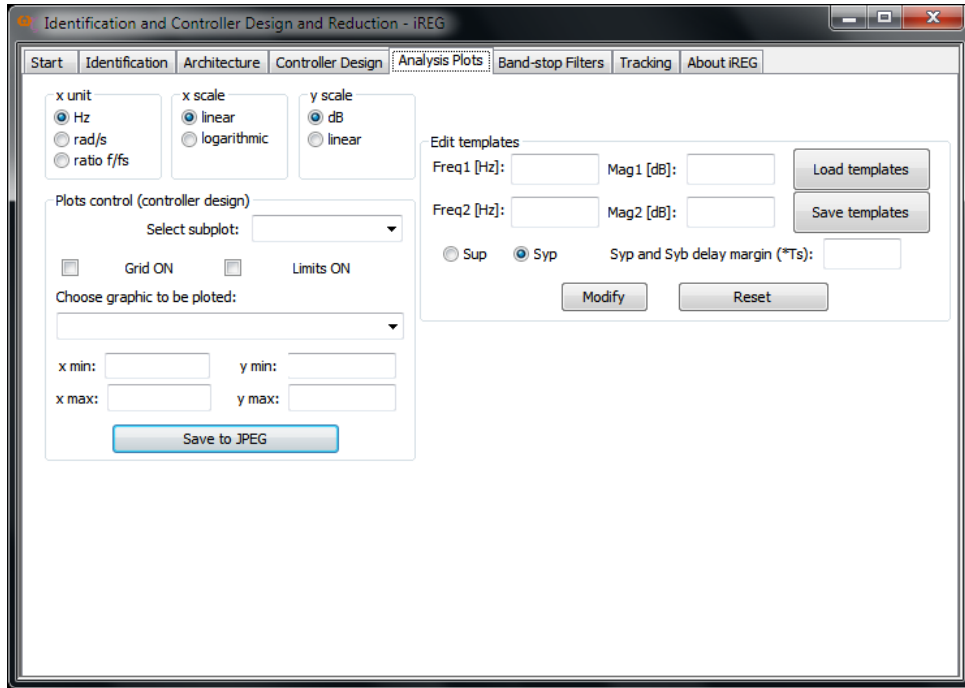 Identification and Controller Design and Reduction - iREG
Start Identification Architecture Controller Design Analysis Plots Band-stop Filters Tracking About iREG
x unit
Hz
rad/s
ratio f/fs
x scale
linear
logarithmic
y scale
dB
linear
Plots control (controller design)
Select subplot:
Grid ON Limits ON
Choose graphic to be ploted:
x min: y min:
x max: y max:
Save to JPEG
Edit templates
Freq1 [Hz]: Mag1 [dB]: Load templates
Freq2 [Hz]: Mag2 [dB]: Save templates
Sup Syp Syp and Syb delay margin (*Ts):
Modify Reset